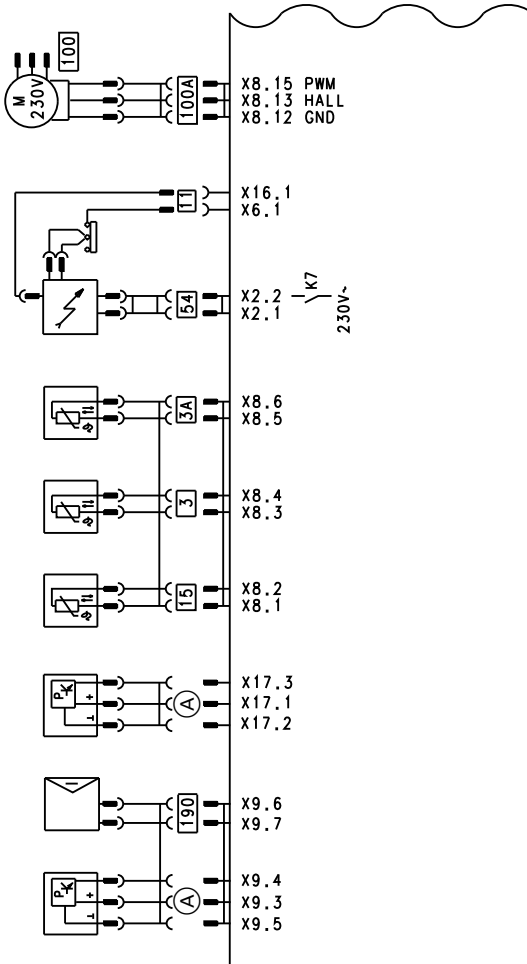 100
M
230V
100A
X8.15 PWM
X8.13 HALL
X8.12 GND
11
X16.1
X6.1
54
X2.2
X2.1
K7
230V~
3A
X8.6
X8.5
3
X8.4
X8.3
15
X8.2
X8.1
P
+
A
X17.3
X17.1
X17.2
190
X9.6
X9.7
P
+
A
X9.4
X9.3
X9.5